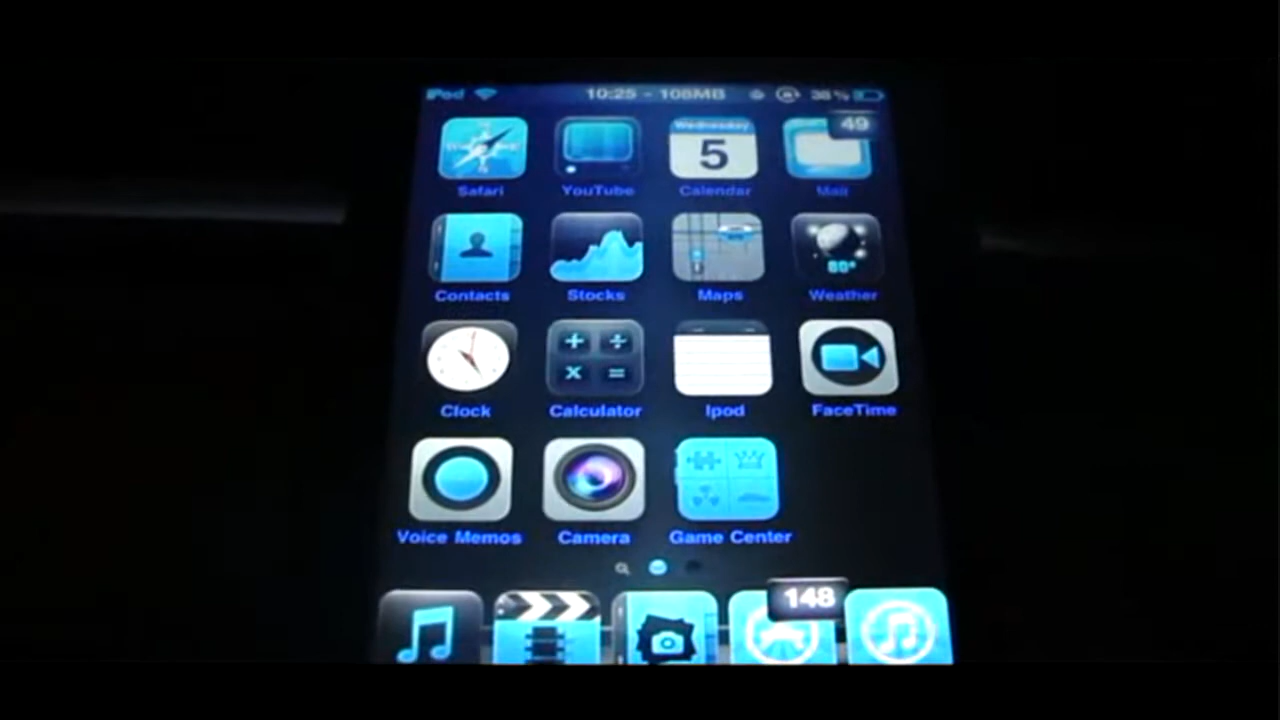 iPod 10:25 - 108MB 38%
Wednesday 49
5
Safari YouTube Calendar Mail
80°
Contacts Stocks Maps Weather
+ ÷
x =
Clock Calculator Ipod FaceTime
Voice Memos Camera Game Center
148